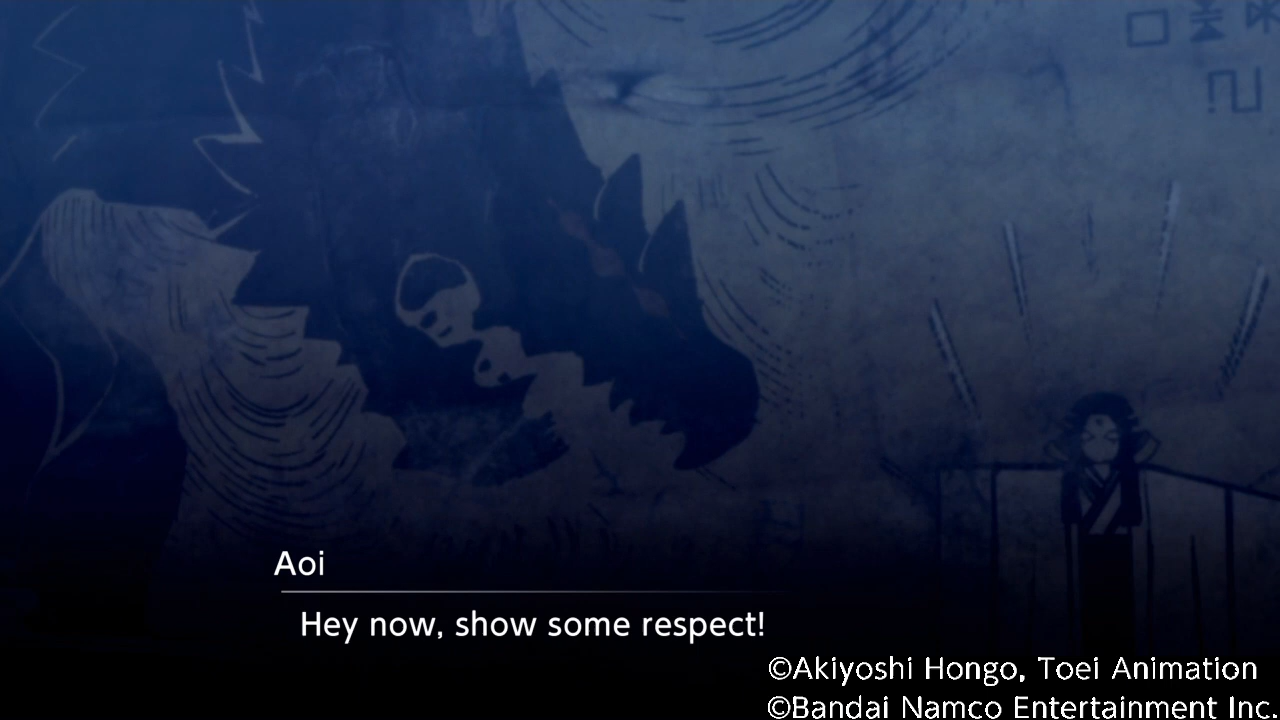 Aoi
Hey now, show some respect!
©Akiyoshi Hongo, Toei Animation
©Bandai Namco Entertainment Inc.